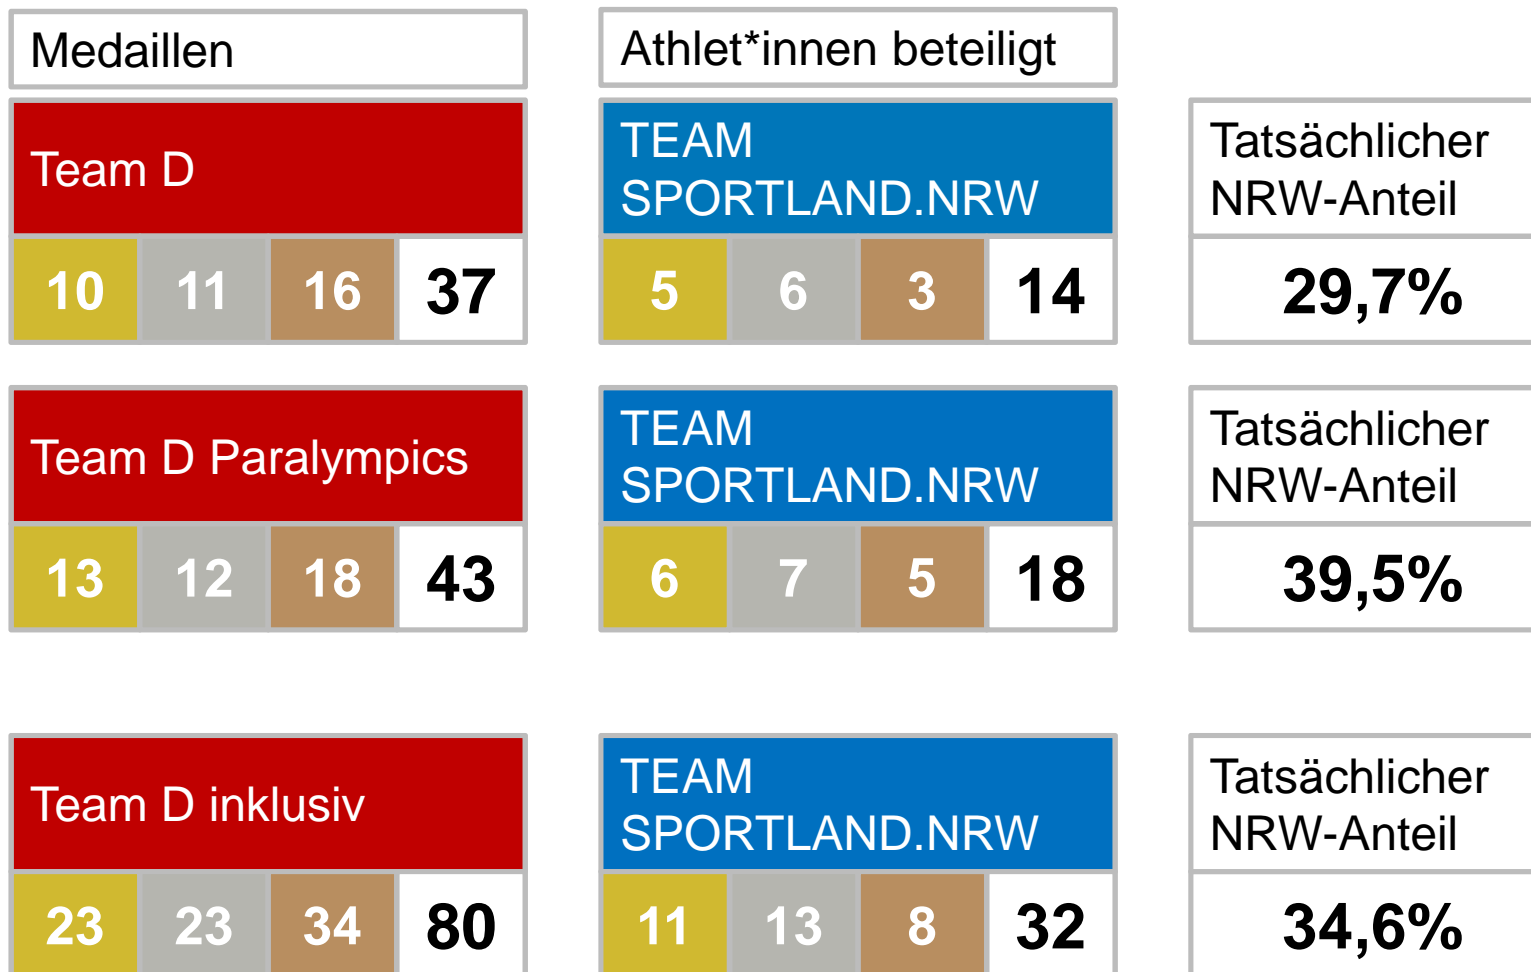 Medaillen
Athlet*innen beteiligt
Team D
TEAM
SPORTLAND.NRW
Tatsächlicher
NRW-Anteil
10 11 16 37
5 6 3 14
29,7%
Team D Paralympics
TEAM
SPORTLAND.NRW
Tatsächlicher
NRW-Anteil
13 12 18 43
6 7 5 18
39,5%
Team D inklusiv
TEAM
SPORTLAND.NRW
Tatsächlicher
NRW-Anteil
23 23 34 80
11 13 8 32
34,6%